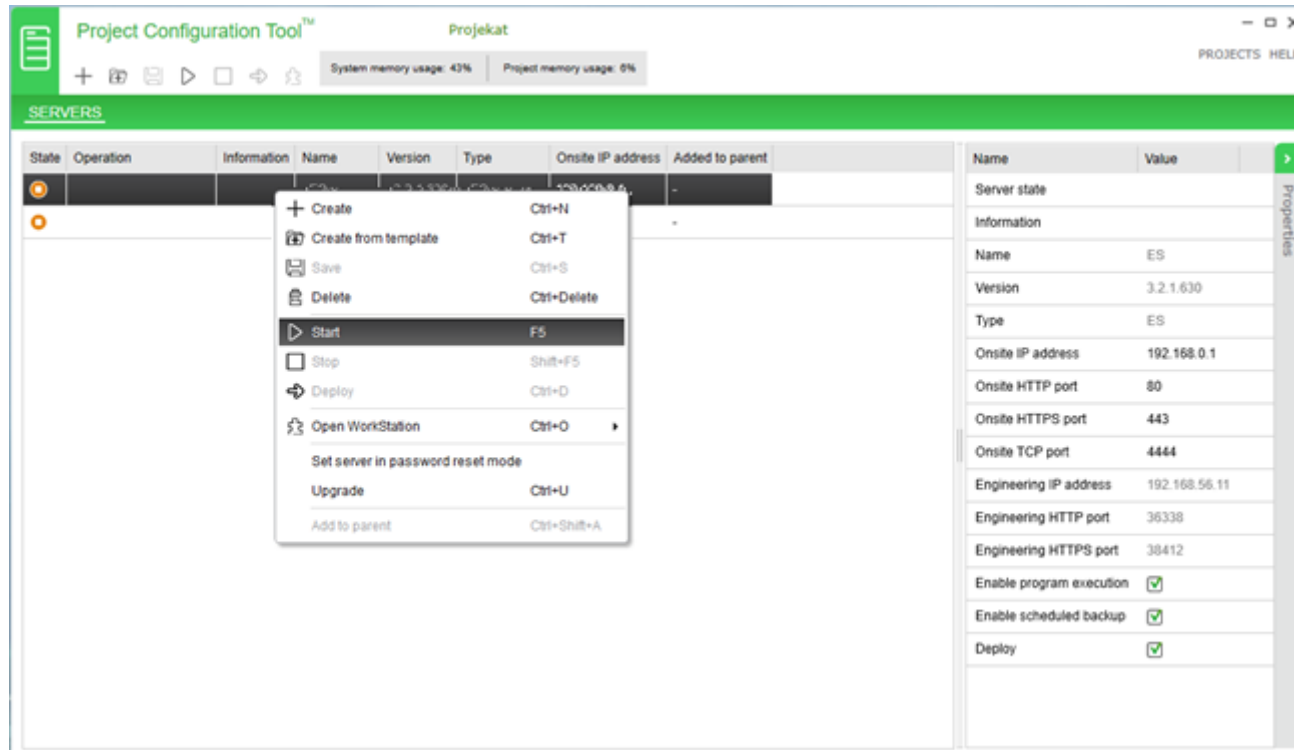 Project Configuration Tool™
Projekat
PROJECTS HEL
System memory usage: 43% Project memory usage: 6%
SERVERS
State Operation Information Name Version Type Onsite IP address Added to parent
-
-
Create Ctrl+N
Create from template Ctrl+T
Save Ctrl+S
Delete Ctrl+Delete
Start F5
Stop Shift+F5
Deploy Ctrl+D
Open WorkStation Ctrl+O
Set server in password reset mode
Upgrade Ctrl+U
Add to parent Ctrl+Shift+A
Name Value
Server state
Information
Name ES
Version 3.2.1.630
Type ES
Onsite IP address 192.168.0.1
Onsite HTTP port 80
Onsite HTTPS port 443
Onsite TCP port 4444
Engineering IP address 192.168.56.11
Engineering HTTP port 36338
Engineering HTTPS port 38412
Enable program execution
Enable scheduled backup
Deploy
Properties